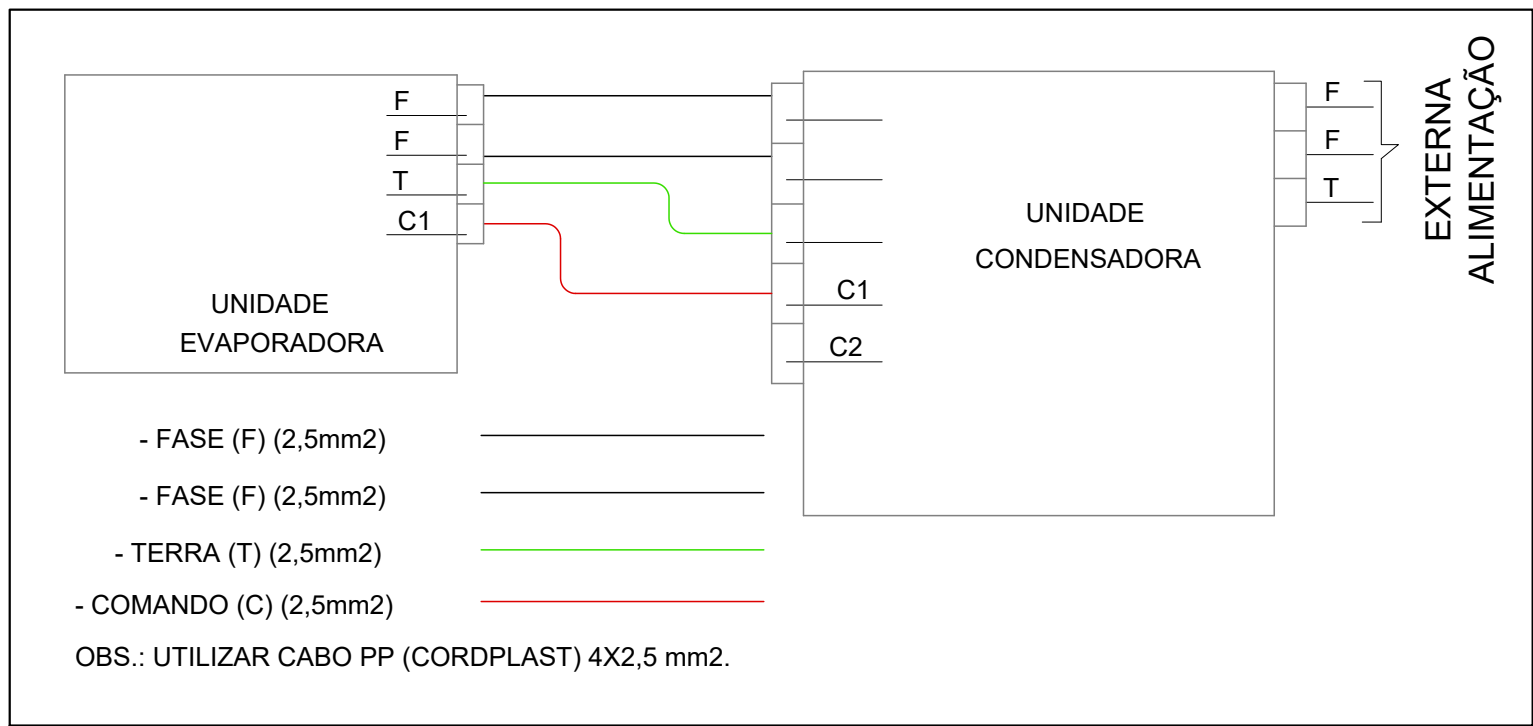 F
F
T
C1
UNIDADE
EVAPORADORA
C1
C2
UNIDADE
CONDENSADORA
F
F
T
EXTERNA
ALIMENTAÇÃO
- FASE (F) (2,5mm2)
- FASE (F) (2,5mm2)
- TERRA (T) (2,5mm2)
- COMANDO (C) (2,5mm2)
OBS.: UTILIZAR CABO PP (CORDPLAST) 4X2,5 mm2.